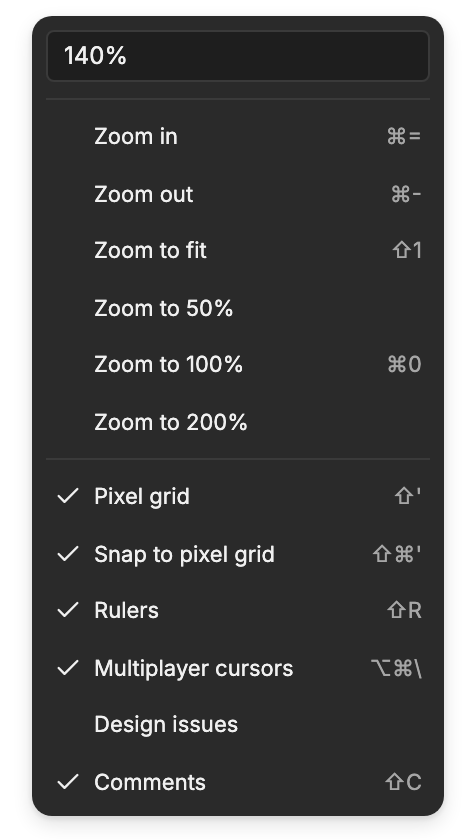 140%
Zoom in ⌘=
Zoom out ⌘-
Zoom to fit ⇧1
Zoom to 50%
Zoom to 100% ⌘0
Zoom to 200%
Pixel grid ⇧'
Snap to pixel grid ⇧⌘'
Rulers ⇧R
Multiplayer cursors ⌥⌘\
Design issues
Comments ⇧C